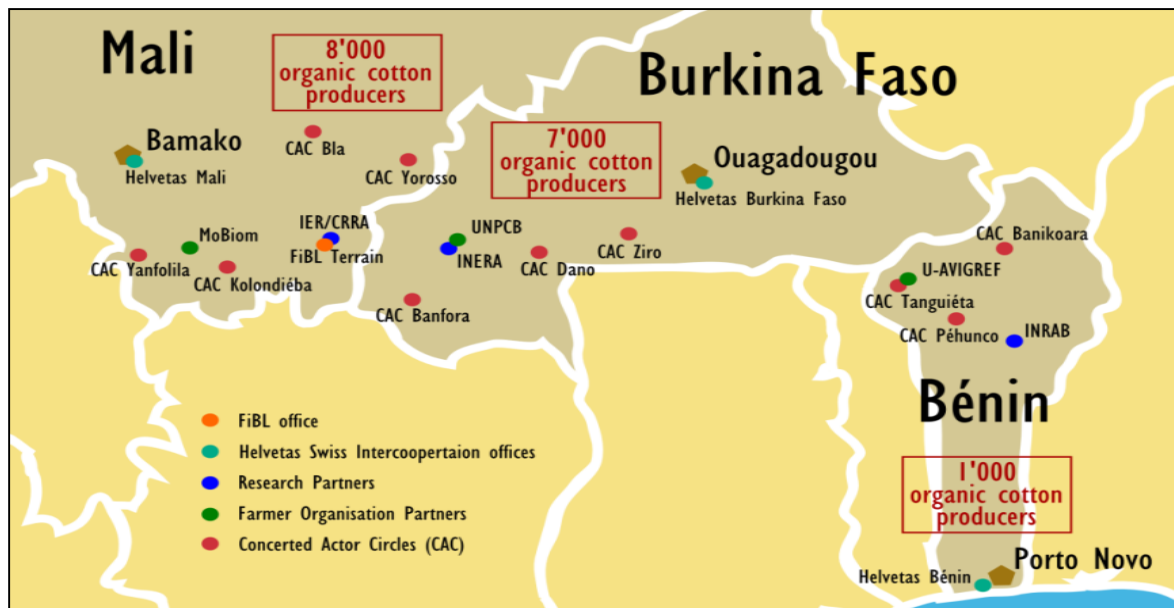 Mali
8'000
organic cotton
producers
Burkina Faso
7'000
organic cotton
producers
Bamako
Helvetas Mali
CAC Bla
CAC Yorosso
Ouagadougou
Helvetas Burkina Faso
MoBiom
IER/CRRA
FiBL Terrain
CAC Yanfolila
CAC Kolondiéba
UNPCB
INERA
CAC Dano
CAC Ziro
CAC Banfora
CAC Banikoara
U-AVIGREF
CAC Tanguiéta
CAC Péhunco
INRAB
Bénin
FiBL office
Helvetas Swiss Intercoopertaion offices
Research Partners
Farmer Organisation Partners
Concerted Actor Circles (CAC)
1'000
organic cotton
producers
Porto Novo
Helvetas Bénin